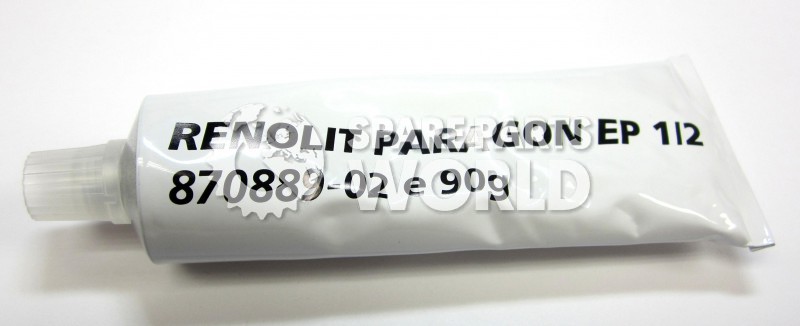 RENOLIT PARAGON EP 1/2
870889-02 e 90g
SPARE PARTS
WORLD